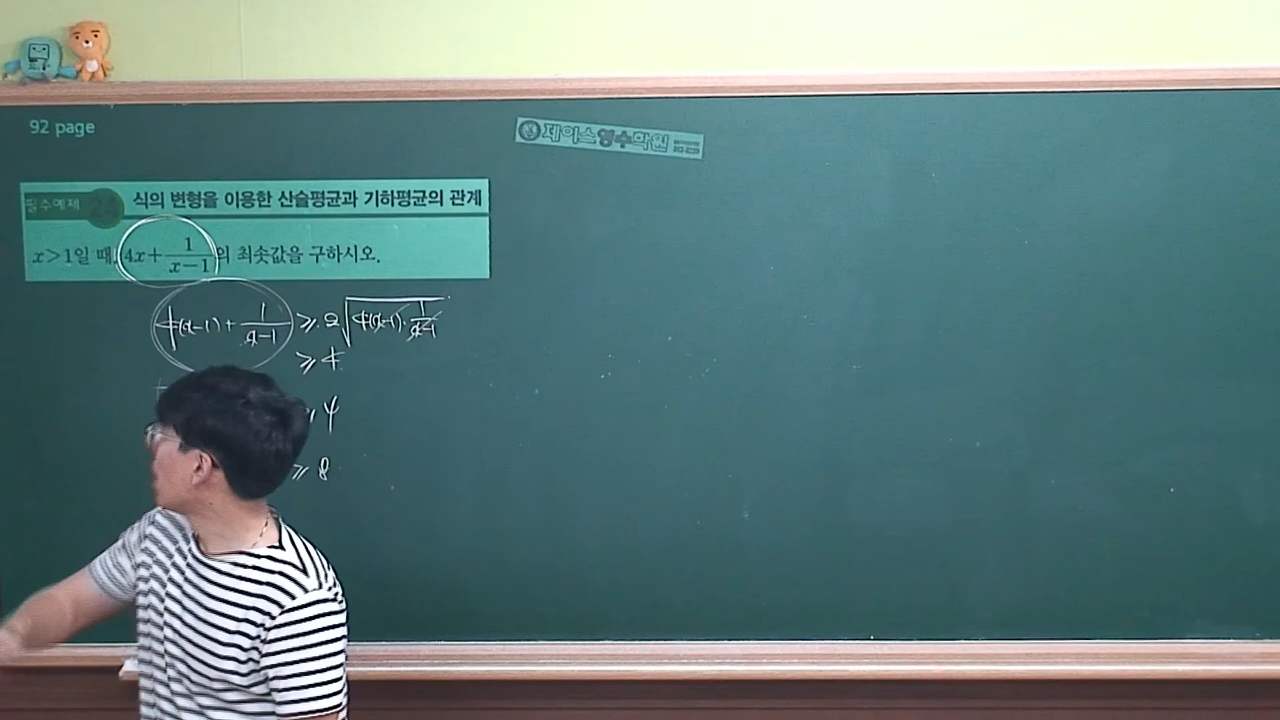 92 page
제이스영수학원
필수예제 24 식의 변형을 이용한 산술평균과 기하평균의 관계
x>1일 때, 4x+1/(x-1)의 최솟값을 구하시오.
4(x-1)+1/(x-1) ≥ 2√(4(x-1)·1/(x-1))
≥ 4
≥ 4
≥ 8